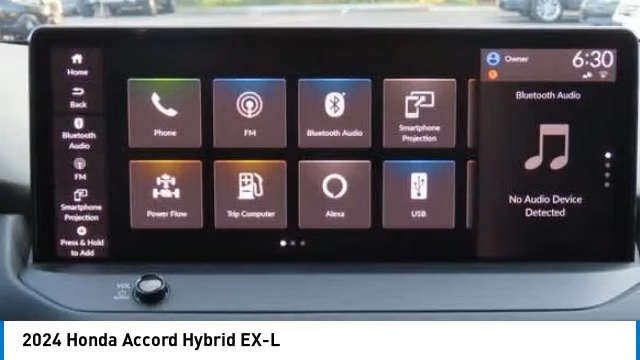 Home
Back
Bluetooth
Audio
FM
Smartphone
Projection
Press & Hold
to Add
Phone
FM
Bluetooth Audio
Smartphone
Projection
Power Flow
Trip Computer
Alexa
USB
Owner
6:30
Bluetooth Audio
No Audio Device
Detected
VOL
2024 Honda Accord Hybrid EX-L